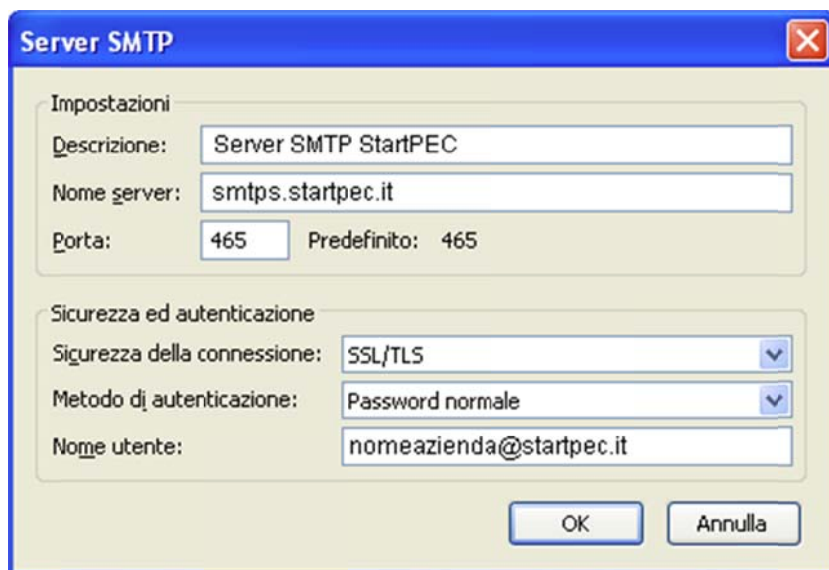 Server SMTP
Impostazioni
Descrizione: Server SMTP StartPEC
Nome server: smtps.startpec.it
Porta: 465 Predefinito: 465
Sicurezza ed autenticazione
Sicurezza della connessione: SSL/TLS
Metodo di autenticazione: Password normale
Nome utente: nomeazienda@startpec.it
OK Annulla